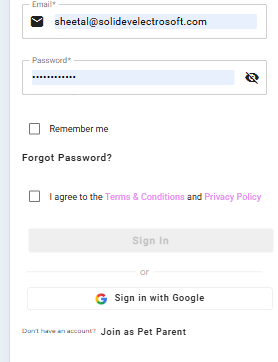 Email*
sheetal@solidevelectrosoft.com
Password*
••••••••••••
Remember me
Forgot Password?
I agree to the Terms & Conditions and Privacy Policy
Sign In
or
Sign in with Google
Don't have an account? Join as Pet Parent